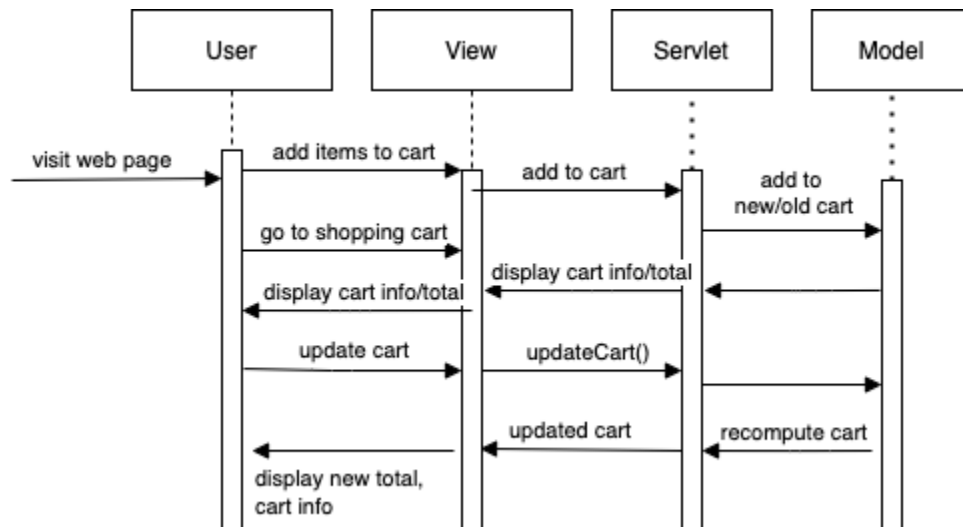 User
View
Servlet
Model
visit web page
add items to cart
add to cart
add to
new/old cart
go to shopping cart
display cart info/total
display cart info/total
update cart
updateCart()
updated cart
recompute cart
display new total,
cart info